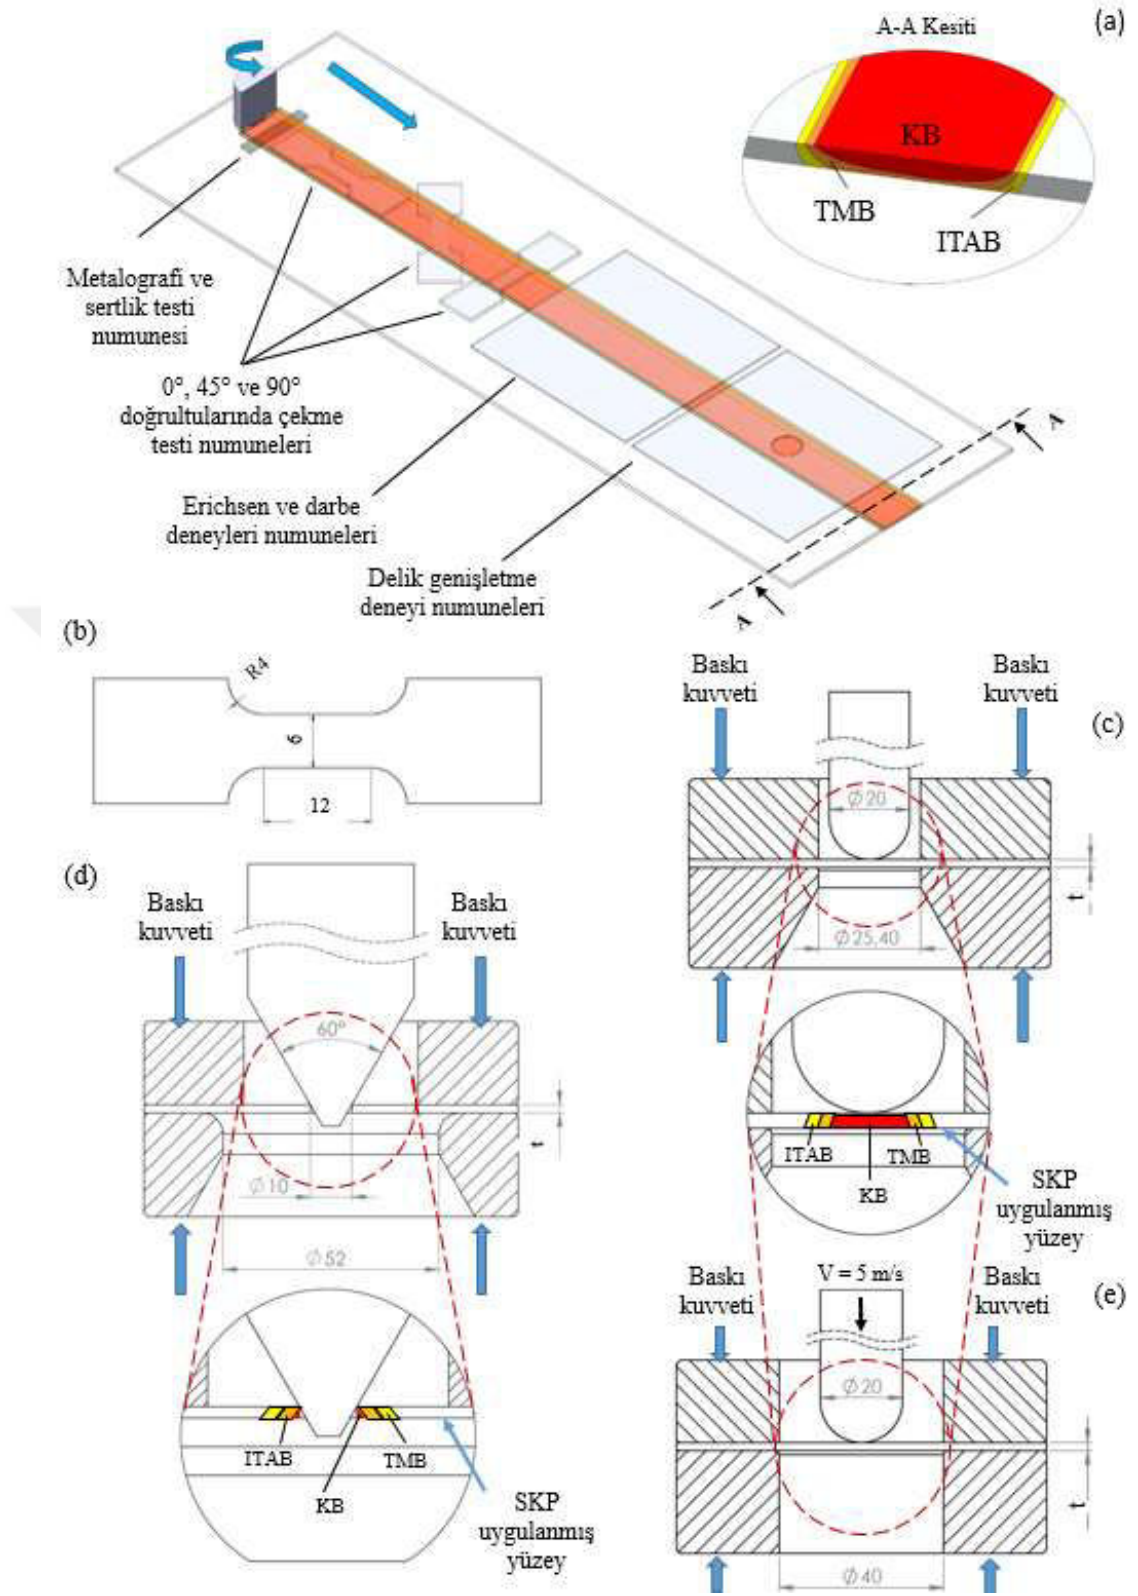 (a)
A-A Kesiti
KB
TMB
ITAB
Metalografi ve
sertlik testi
numunesi
0°, 45° ve 90°
doğrultularında çekme
testi numuneleri
Erichsen ve darbe
deneyleri numuneleri
Delik genişletme
deneyi numuneleri
A
A
(b)
R4
6
12
(c)
Baskı
kuvveti
Baskı
kuvveti
Ø20
t
Ø25,40
ITAB
TMB
KB
SKP
uygulanmış
yüzey
(d)
Baskı
kuvveti
Baskı
kuvveti
60°
t
Ø10
Ø52
ITAB
TMB
KB
SKP
uygulanmış
yüzey
(e)
Baskı
kuvveti
V = 5 m/s
Baskı
kuvveti
Ø20
t
Ø40